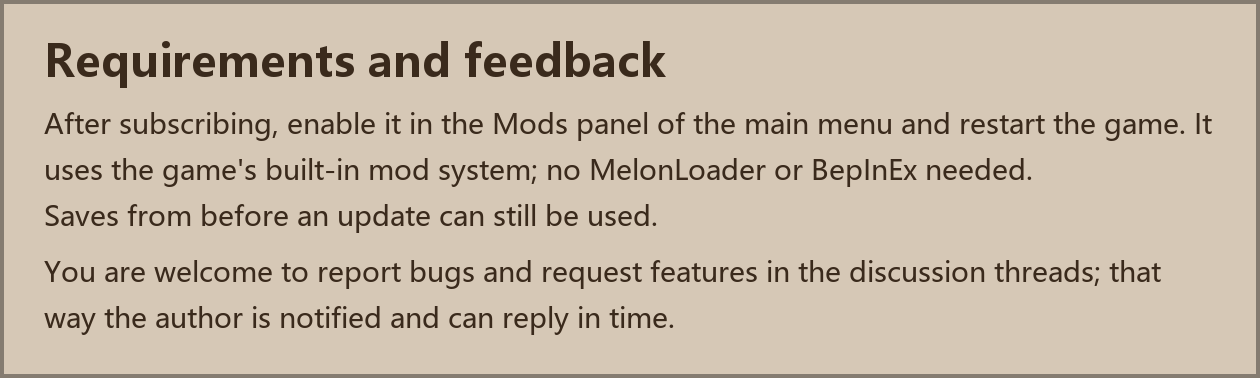 Requirements and feedback
After subscribing, enable it in the Mods panel of the main menu and restart the game. It
uses the game's built-in mod system; no MelonLoader or BepInEx needed.
Saves from before an update can still be used.
You are welcome to report bugs and request features in the discussion threads; that
way the author is notified and can reply in time.